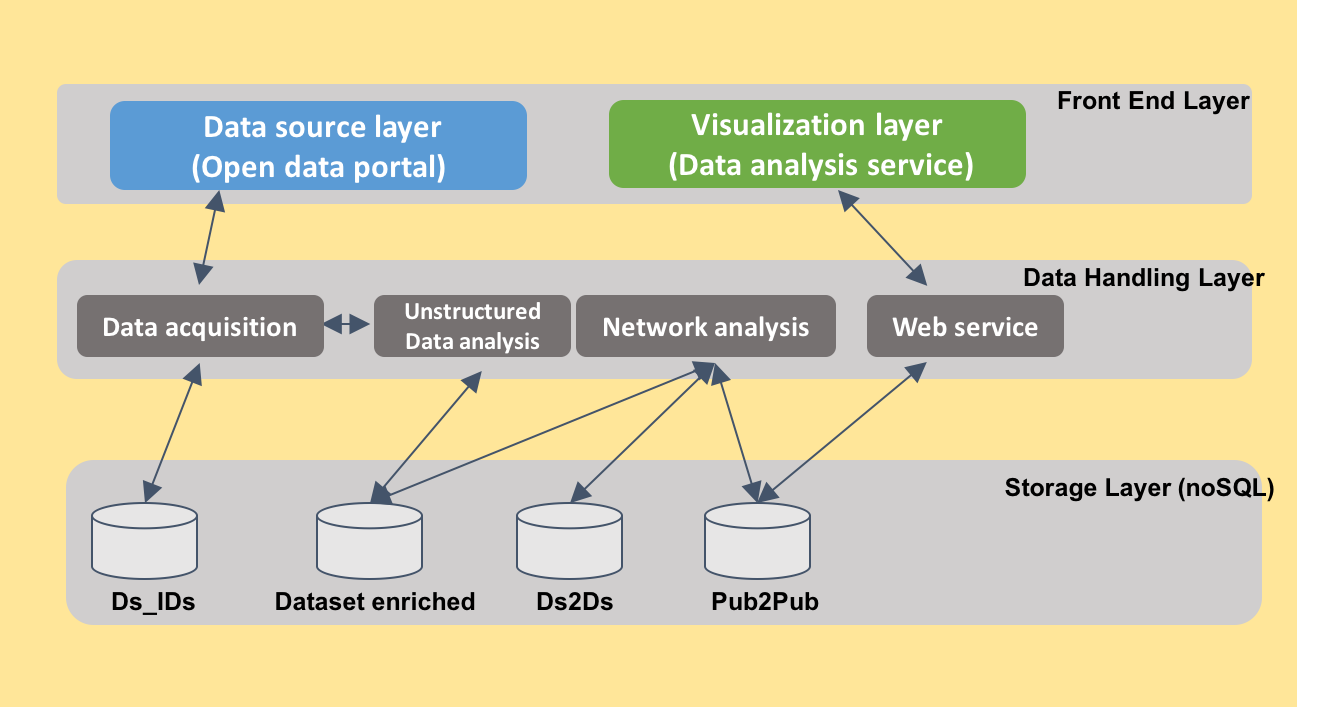 Front End Layer
Data source layer
(Open data portal)
Visualization layer
(Data analysis service)
Data Handling Layer
Data acquisition
Unstructured
Data analysis
Network analysis
Web service
Storage Layer (noSQL)
Ds_IDs
Dataset enriched
Ds2Ds
Pub2Pub